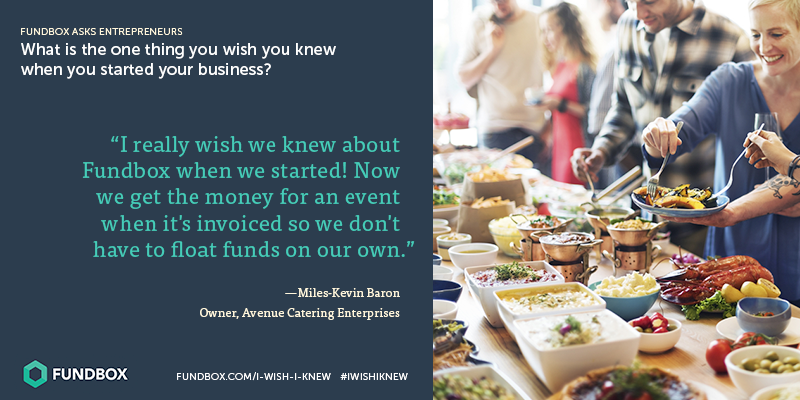 FUNDBOX ASKS ENTREPRENEURS
What is the one thing you wish you knew
when you started your business?
“I really wish we knew about
Fundbox when we started! Now
we get the money for an event
when it's invoiced so we don't
have to float funds on our own.”
—Miles-Kevin Baron
Owner, Avenue Catering Enterprises
FUNDBOX
FUNDBOX.COM/I-WISH-I-KNEW #IWISHIKNEW